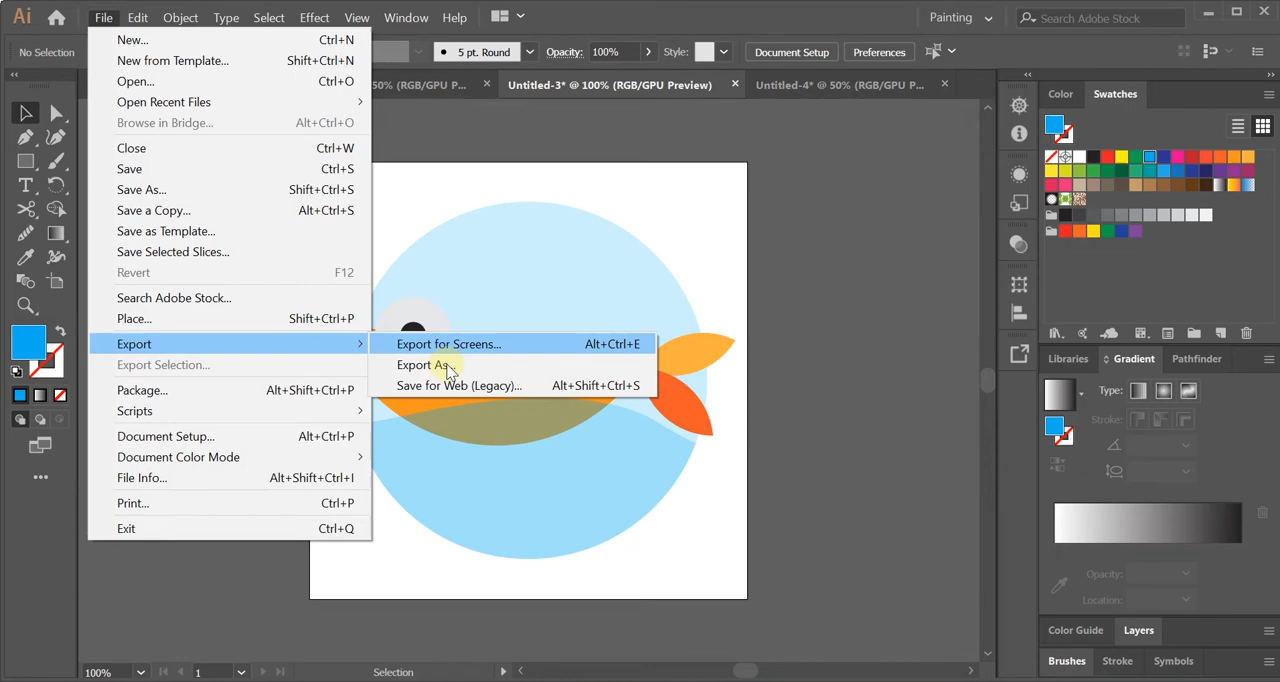 Ai File Edit Object Type Select Effect View Window Help Painting Search Adobe Stock
No Selection 5 pt. Round Opacity: 100% Style: Document Setup Preferences
50% (RGB/GPU P... Untitled-3* @ 100% (RGB/GPU Preview) Untitled-4* @ 50% (RGB/GPU P...
New... Ctrl+N
New from Template... Shift+Ctrl+N
Open... Ctrl+O
Open Recent Files
Browse in Bridge... Alt+Ctrl+O
Close Ctrl+W
Save Ctrl+S
Save As... Shift+Ctrl+S
Save a Copy... Alt+Ctrl+S
Save as Template...
Save Selected Slices...
Revert F12
Search Adobe Stock...
Place... Shift+Ctrl+P
Export
Export Selection...
Package... Alt+Shift+Ctrl+P
Scripts
Document Setup... Alt+Ctrl+P
Document Color Mode
File Info... Alt+Shift+Ctrl+I
Print... Ctrl+P
Exit Ctrl+Q
Export for Screens... Alt+Ctrl+E
Export As...
Save for Web (Legacy)... Alt+Shift+Ctrl+S
Color Swatches
Libraries Gradient Pathfinder
Type:
Stroke:
Opacity:
Location:
Color Guide Layers
Brushes Stroke Symbols
100% 1 Selection